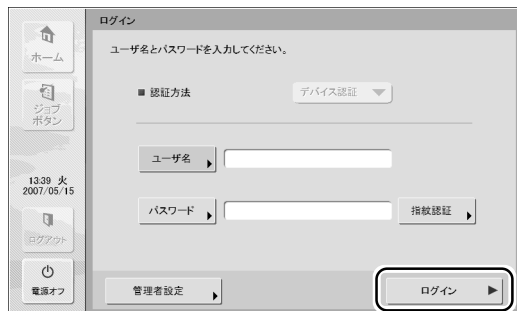 ログイン
ホーム
ユーザ名とパスワードを入力してください。
■ 認証方法
デバイス認証
ジョブ
ボタン
ユーザ名
13:39 火
2007/05/15
パスワード
指紋認証
ログアウト
電源オフ
管理者設定
ログイン